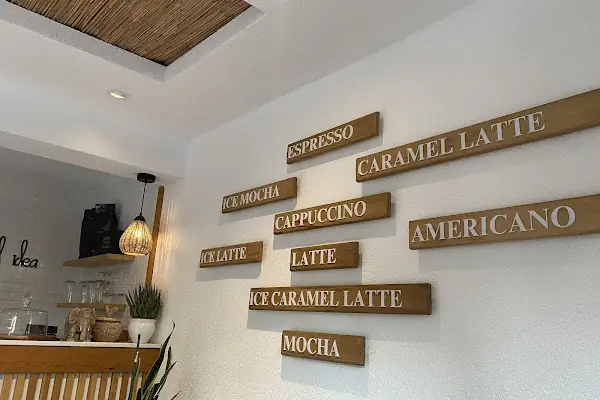 ESPRESSO
CARAMEL LATTE
ICE MOCHA
CAPPUCCINO
AMERICANO
ICE LATTE
LATTE
ICE CARAMEL LATTE
MOCHA
idea